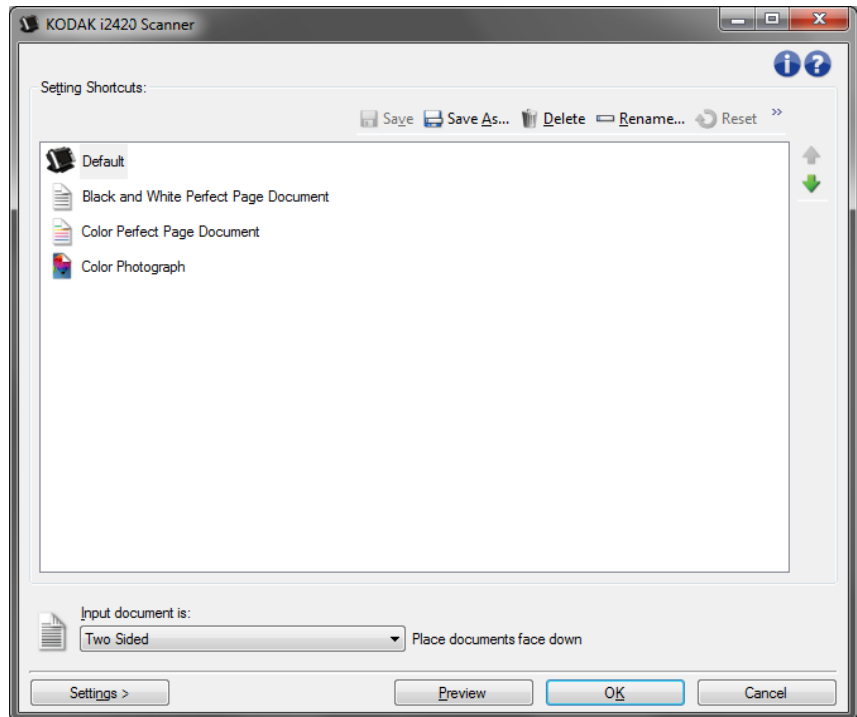 KODAK i2420 Scanner
Setting Shortcuts:
Save Save As... Delete Rename... Reset »
Default
Black and White Perfect Page Document
Color Perfect Page Document
Color Photograph
Input document is:
Two Sided Place documents face down
Settings > Preview OK Cancel